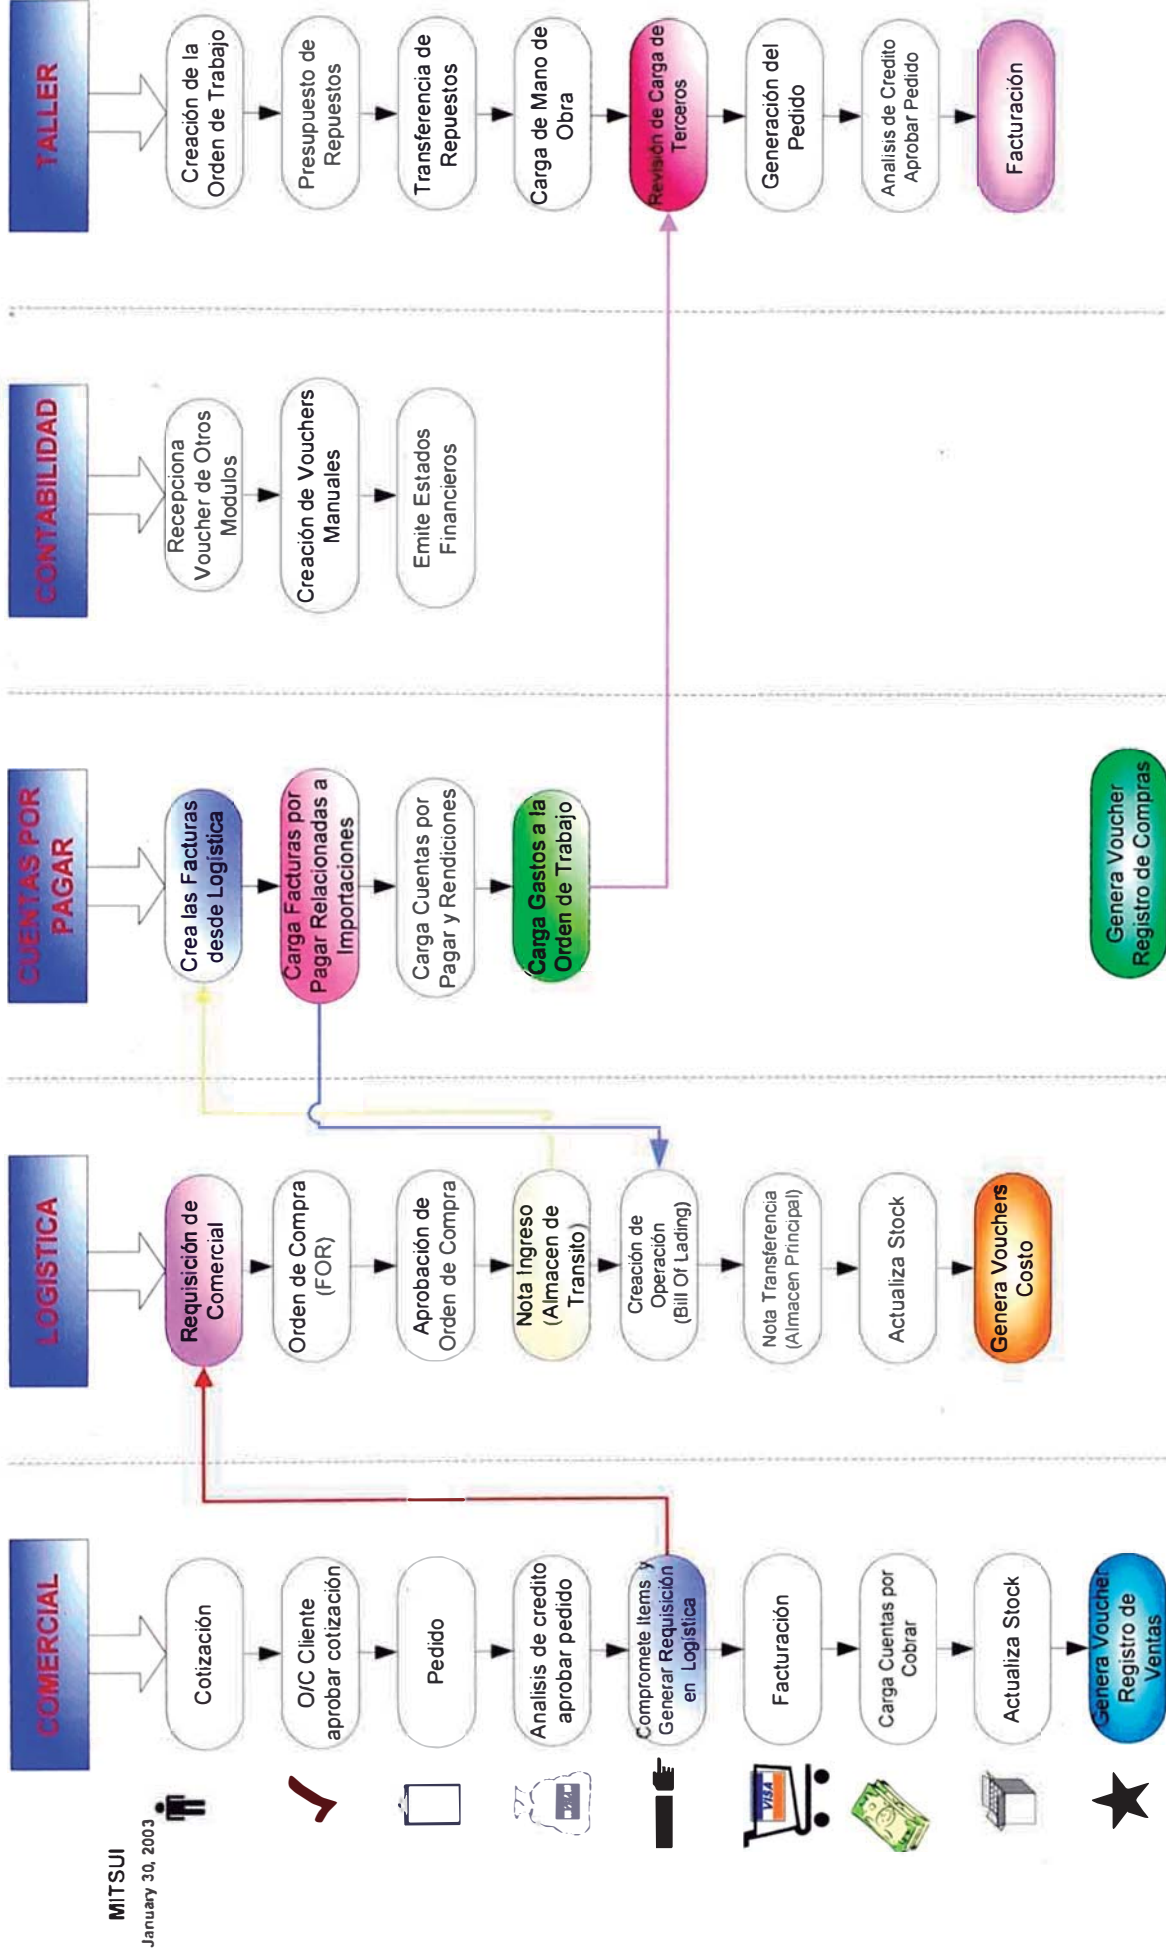 MITSUI
January 30, 2003
COMERCIAL
Cotización
O/C Cliente
aprobar cotización
Pedido
Analisis de credito
aprobar pedido
Compromete Items y
Generar Requisición
en Logística
Facturación
Carga Cuentas por
Cobrar
Actualiza Stock
Genera Voucher
Registro de
Ventas
VISA
LOGISTICA
Requisición de
Comercial
Orden de Compra
(FOR)
Aprobación de
Orden de Compra
Nota Ingreso
(Almacen de
Transito)
Creación de
Operación
(Bill Of Lading)
Nota Transferencia
(Almacen Principal)
Actualiza Stock
Genera Vouchers
Costo
CUENTAS POR
PAGAR
Crea las Facturas
desde Logística
Carga Facturas por
Pagar Relacionadas a
Importaciones
Carga Cuentas por
Pagar y Rendiciones
Carga Gastos a la
Orden de Trabajo
Genera Voucher
Registro de Compras
CONTABILIDAD
Recepciona
Voucher de Otros
Modulos
Creación de Vouchers
Manuales
Emite Estados
Financieros
TALLER
Creación de la
Orden de Trabajo
Presupuesto de
Repuestos
Transferencia de
Repuestos
Carga de Mano de
Obra
Revisión de Carga de
Terceros
Generación del
Pedido
Analisis de Credito
Aprobar Pedido
Facturación